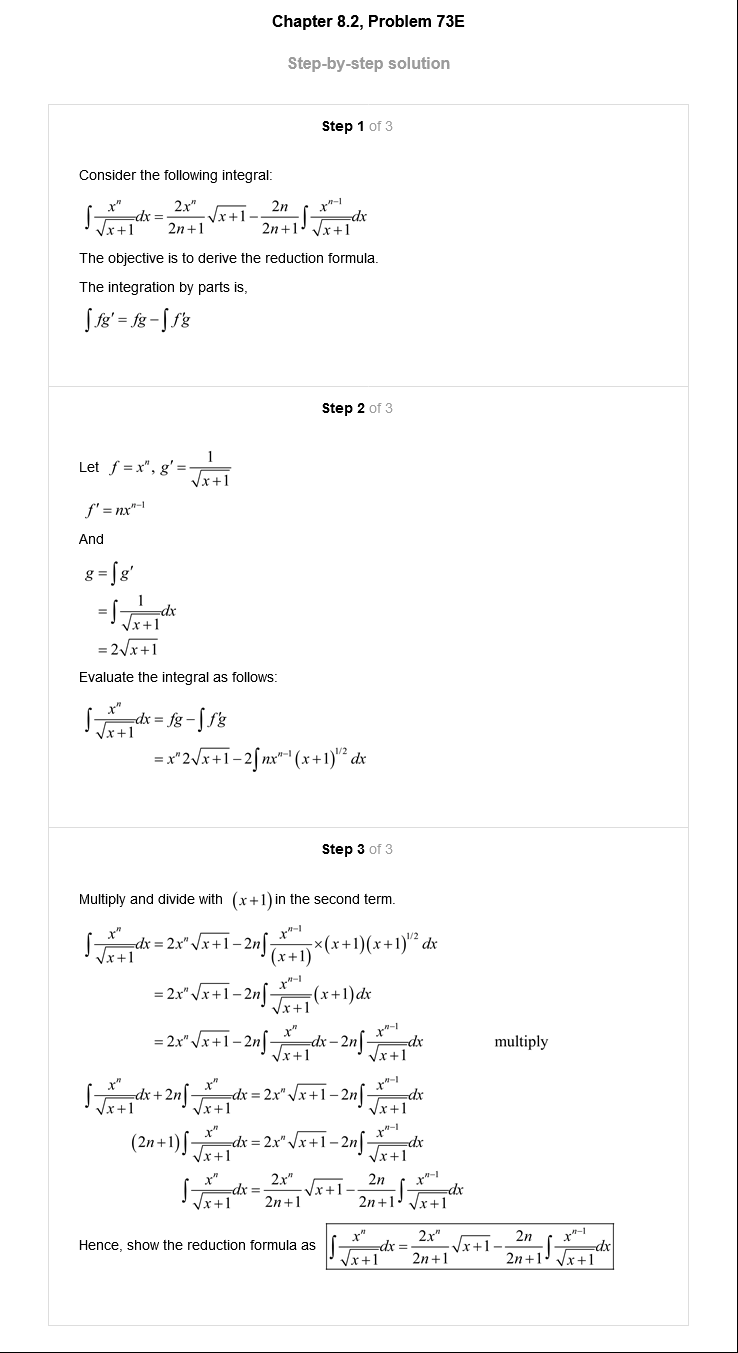 Chapter 8.2, Problem 73E
Step-by-step solution
Step 1 of 3
Consider the following integral:
$\int \frac{x^n}{\sqrt{x+1}}dx = \frac{2x^n}{2n+1}\sqrt{x+1} - \frac{2n}{2n+1}\int \frac{x^{n-1}}{\sqrt{x+1}}dx$
The objective is to derive the reduction formula.
The integration by parts is,
$\int fg' = fg - \int f'g$
Step 2 of 3
Let $f = x^n, g' = \frac{1}{\sqrt{x+1}}$
$f' = nx^{n-1}$
And
$g = \int g'$
$= \int \frac{1}{\sqrt{x+1}}dx$
$= 2\sqrt{x+1}$
Evaluate the integral as follows:
$\int \frac{x^n}{\sqrt{x+1}}dx = fg - \int f'g$
$= x^n 2\sqrt{x+1} - 2\int nx^{n-1}(x+1)^{1/2} dx$
Step 3 of 3
Multiply and divide with $(x+1)$ in the second term.
$\int \frac{x^n}{\sqrt{x+1}}dx = 2x^n\sqrt{x+1} - 2n\int \frac{x^{n-1}}{(x+1)} \times (x+1)(x+1)^{1/2} dx$
$= 2x^n\sqrt{x+1} - 2n\int \frac{x^{n-1}}{\sqrt{x+1}}(x+1)dx$
$= 2x^n\sqrt{x+1} - 2n\int \frac{x^n}{\sqrt{x+1}}dx - 2n\int \frac{x^{n-1}}{\sqrt{x+1}}dx$ multiply
$\int \frac{x^n}{\sqrt{x+1}}dx + 2n\int \frac{x^n}{\sqrt{x+1}}dx = 2x^n\sqrt{x+1} - 2n\int \frac{x^{n-1}}{\sqrt{x+1}}dx$
$(2n+1)\int \frac{x^n}{\sqrt{x+1}}dx = 2x^n\sqrt{x+1} - 2n\int \frac{x^{n-1}}{\sqrt{x+1}}dx$
$\int \frac{x^n}{\sqrt{x+1}}dx = \frac{2x^n}{2n+1}\sqrt{x+1} - \frac{2n}{2n+1}\int \frac{x^{n-1}}{\sqrt{x+1}}dx$
Hence, show the reduction formula as $\int \frac{x^n}{\sqrt{x+1}}dx = \frac{2x^n}{2n+1}\sqrt{x+1} - \frac{2n}{2n+1}\int \frac{x^{n-1}}{\sqrt{x+1}}dx$